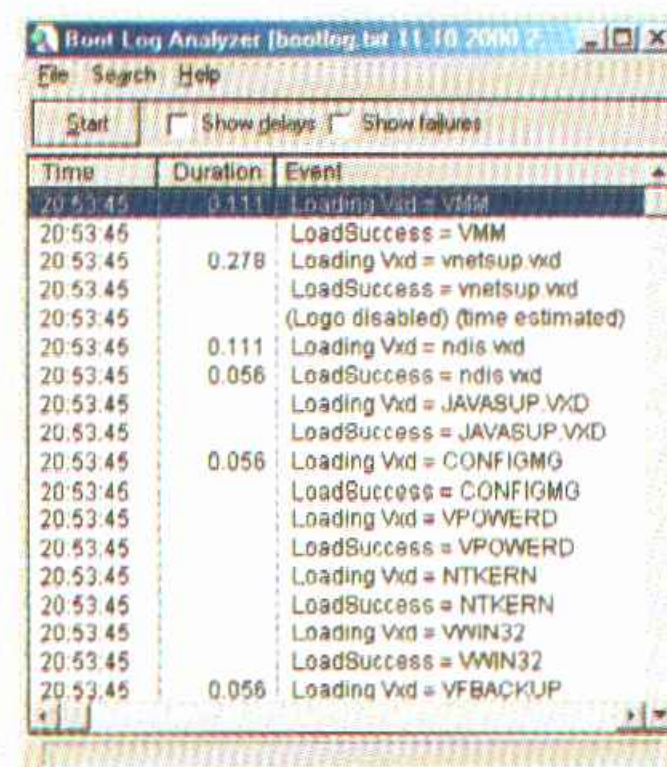 Boot Log Analyzer [bootlog.txt 11.10.2000 2
File Search Help
Start Show delays Show failures
Time Duration Event
20:53:45 0.111 Loading Vxd = VMM
20:53:45 LoadSuccess = VMM
20:53:45 0.278 Loading Vxd = vnetsup.vxd
20:53:45 LoadSuccess = vnetsup.vxd
20:53:45 (Logo disabled) (time estimated)
20:53:45 0.111 Loading Vxd = ndis.vxd
20:53:45 0.056 LoadSuccess = ndis.vxd
20:53:45 Loading Vxd = JAVASUP.VXD
20:53:45 LoadSuccess = JAVASUP.VXD
20:53:45 0.056 Loading Vxd = CONFIGMG
20:53:45 LoadSuccess = CONFIGMG
20:53:45 Loading Vxd = VPOWERD
20:53:45 LoadSuccess = VPOWERD
20:53:45 Loading Vxd = NTKERN
20:53:45 LoadSuccess = NTKERN
20:53:45 Loading Vxd = VWIN32
20:53:45 LoadSuccess = VWIN32
20:53:45 0.056 Loading Vxd = VFBACKUP